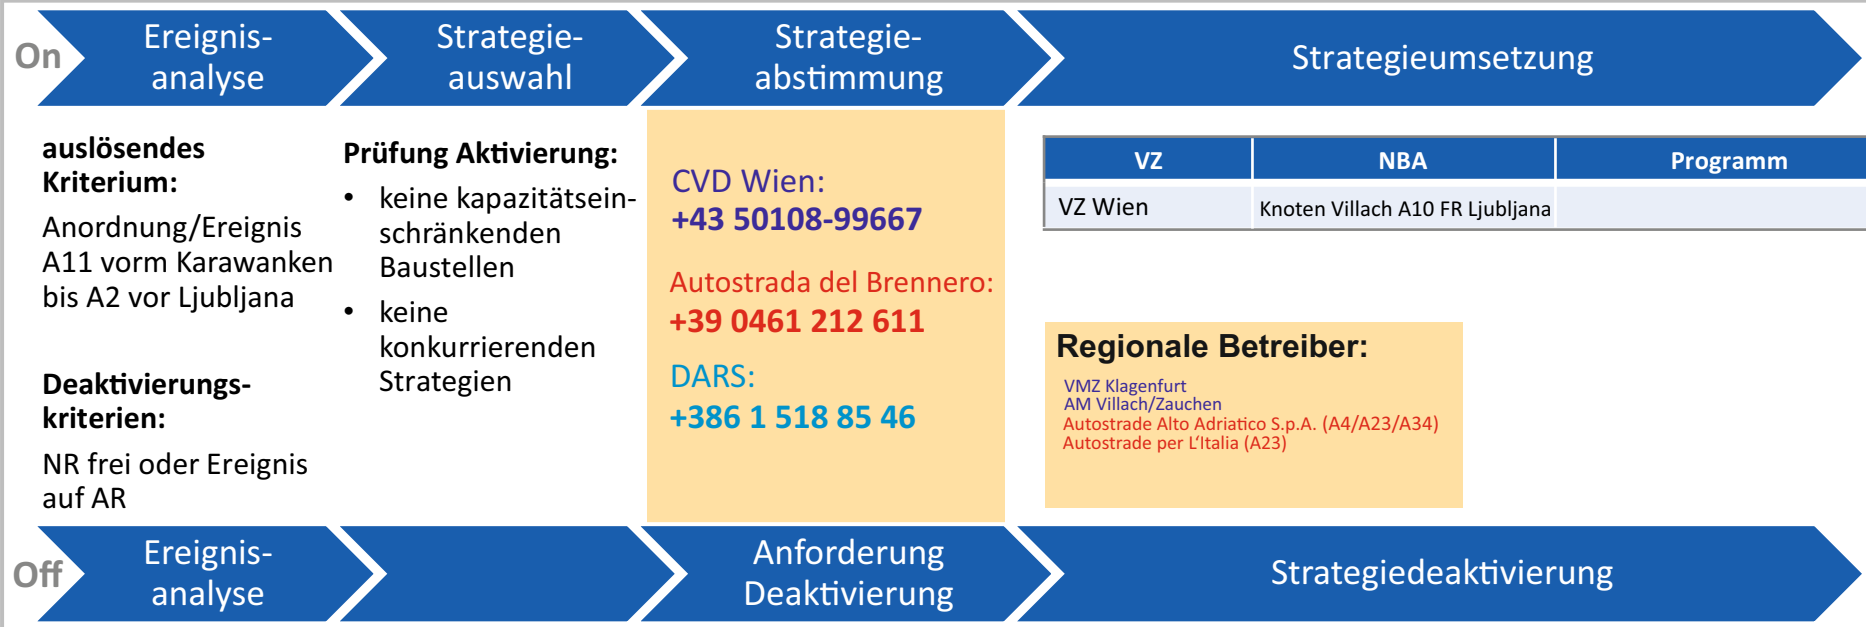 On
Ereignis-
analyse
Strategie-
auswahl
Strategie-
abstimmung
Strategieumsetzung
auslösendes
Kriterium:
Anordnung/Ereignis
A11 vorm Karawanken
bis A2 vor Ljubljana
Deaktivierungs-
kriterien:
NR frei oder Ereignis
auf AR
Prüfung Aktivierung:
• keine kapazitätsein-
schränkenden
Baustellen
• keine
konkurrierenden
Strategien
CVD Wien:
+43 50108-99667
Autostrada del Brennero:
+39 0461 212 611
DARS:
+386 1 518 85 46
VZ NBA Programm
VZ Wien Knoten Villach A10 FR Ljubljana
Regionale Betreiber:
VMZ Klagenfurt
AM Villach/Zauchen
Autostrade Alto Adriatico S.p.A. (A4/A23/A34)
Autostrade per L‘Italia (A23)
Off
Ereignis-
analyse
Anforderung
Deaktivierung
Strategiedeaktivierung